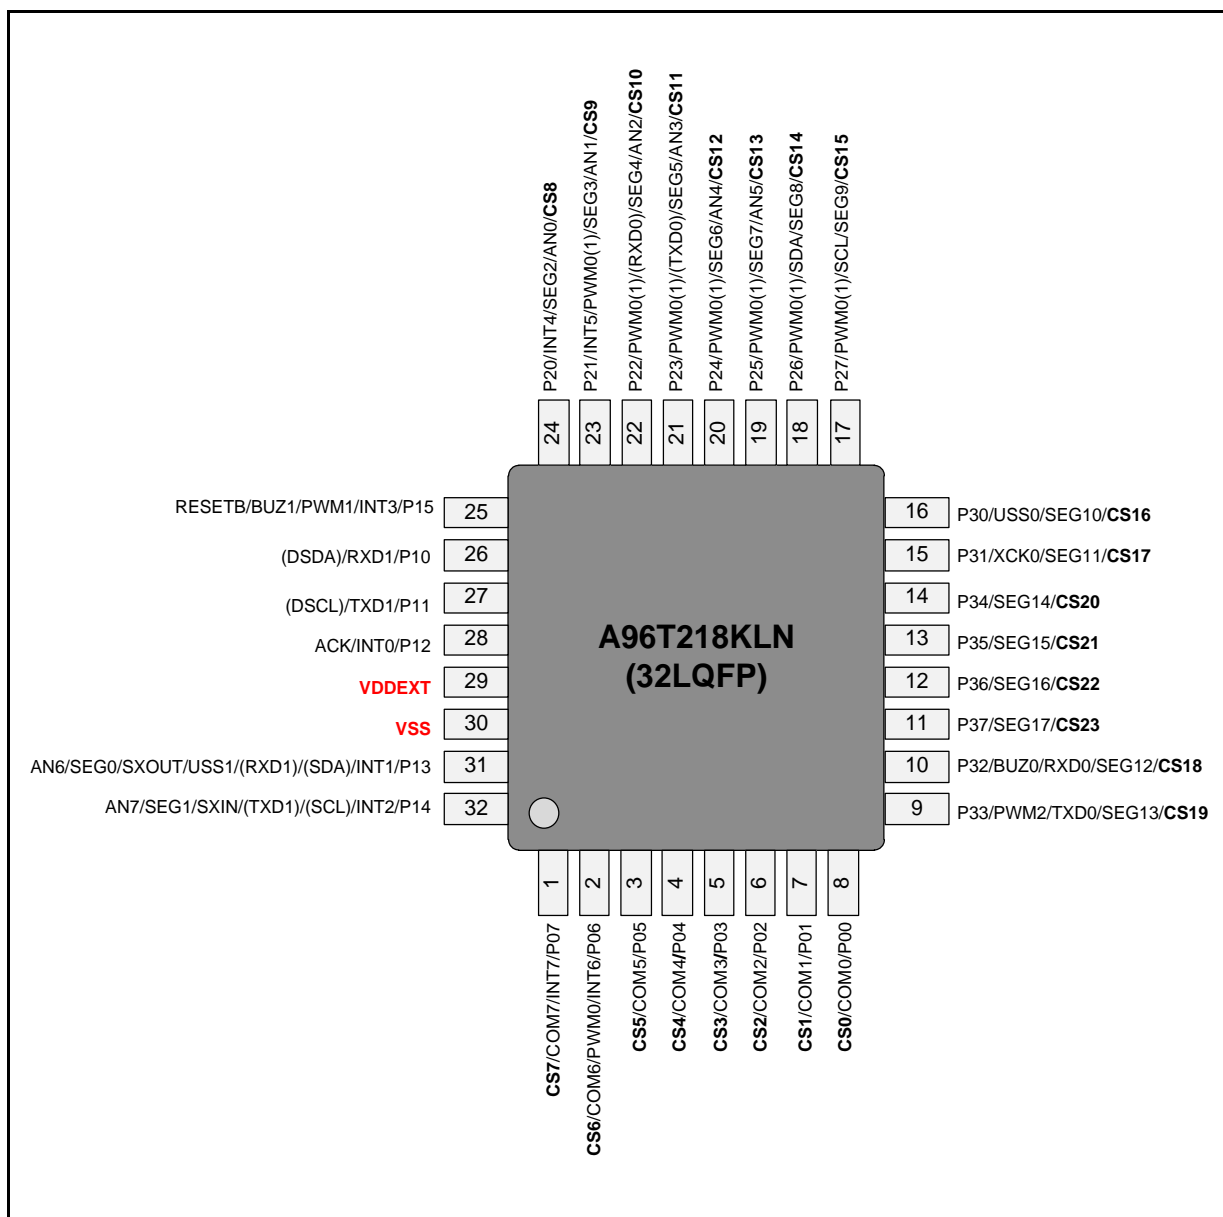 P20/INT4/SEG2/AN0/CS8
P21/INT5/PWM0(1)/SEG3/AN1/CS9
P22/PWM0(1)/(RXD0)/SEG4/AN2/CS10
P23/PWM0(1)/(TXD0)/SEG5/AN3/CS11
P24/PWM0(1)/SEG6/AN4/CS12
P25/PWM0(1)/SEG7/AN5/CS13
P26/PWM0(1)/SDA/SEG8/CS14
P27/PWM0(1)/SCL/SEG9/CS15
24
23
22
21
20
19
18
17
RESETB/BUZ1/PWM1/INT3/P15 25
(DSDA)/RXD1/P10 26
(DSCL)/TXD1/P11 27
ACK/INT0/P12 28
VDDEXT 29
VSS 30
AN6/SEG0/SXOUT/USS1/(RXD1)/(SDA)/INT1/P13 31
AN7/SEG1/SXIN/(TXD1)/(SCL)/INT2/P14 32
A96T218KLN
(32LQFP)
16 P30/USS0/SEG10/CS16
15 P31/XCK0/SEG11/CS17
14 P34/SEG14/CS20
13 P35/SEG15/CS21
12 P36/SEG16/CS22
11 P37/SEG17/CS23
10 P32/BUZ0/RXD0/SEG12/CS18
9 P33/PWM2/TXD0/SEG13/CS19
1
2
3
4
5
6
7
8
CS7/COM7/INT7/P07
CS6/COM6/PWM0/INT6/P06
CS5/COM5/P05
CS4/COM4/P04
CS3/COM3/P03
CS2/COM2/P02
CS1/COM1/P01
CS0/COM0/P00